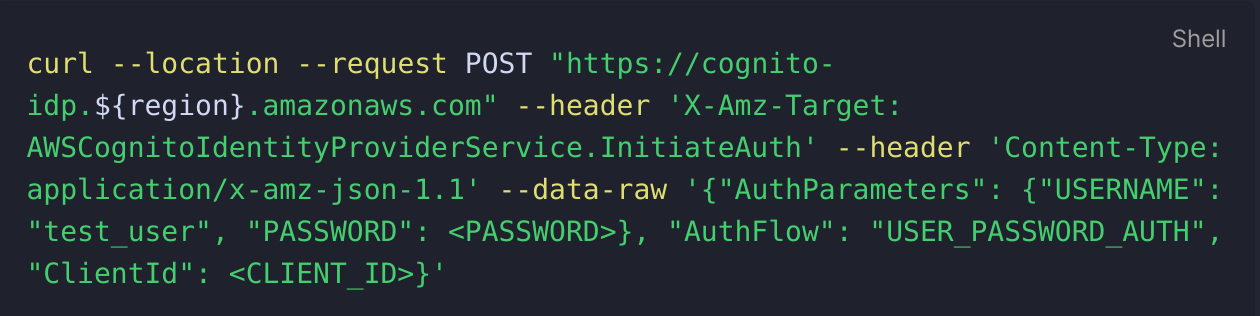 Shell
curl --location --request POST "https://cognito-
idp.${region}.amazonaws.com" --header 'X-Amz-Target:
AWSCognitoIdentityProviderService.InitiateAuth' --header 'Content-Type:
application/x-amz-json-1.1' --data-raw '{"AuthParameters": {"USERNAME":
"test_user", "PASSWORD": <PASSWORD>}, "AuthFlow": "USER_PASSWORD_AUTH",
"ClientId": <CLIENT_ID>}'